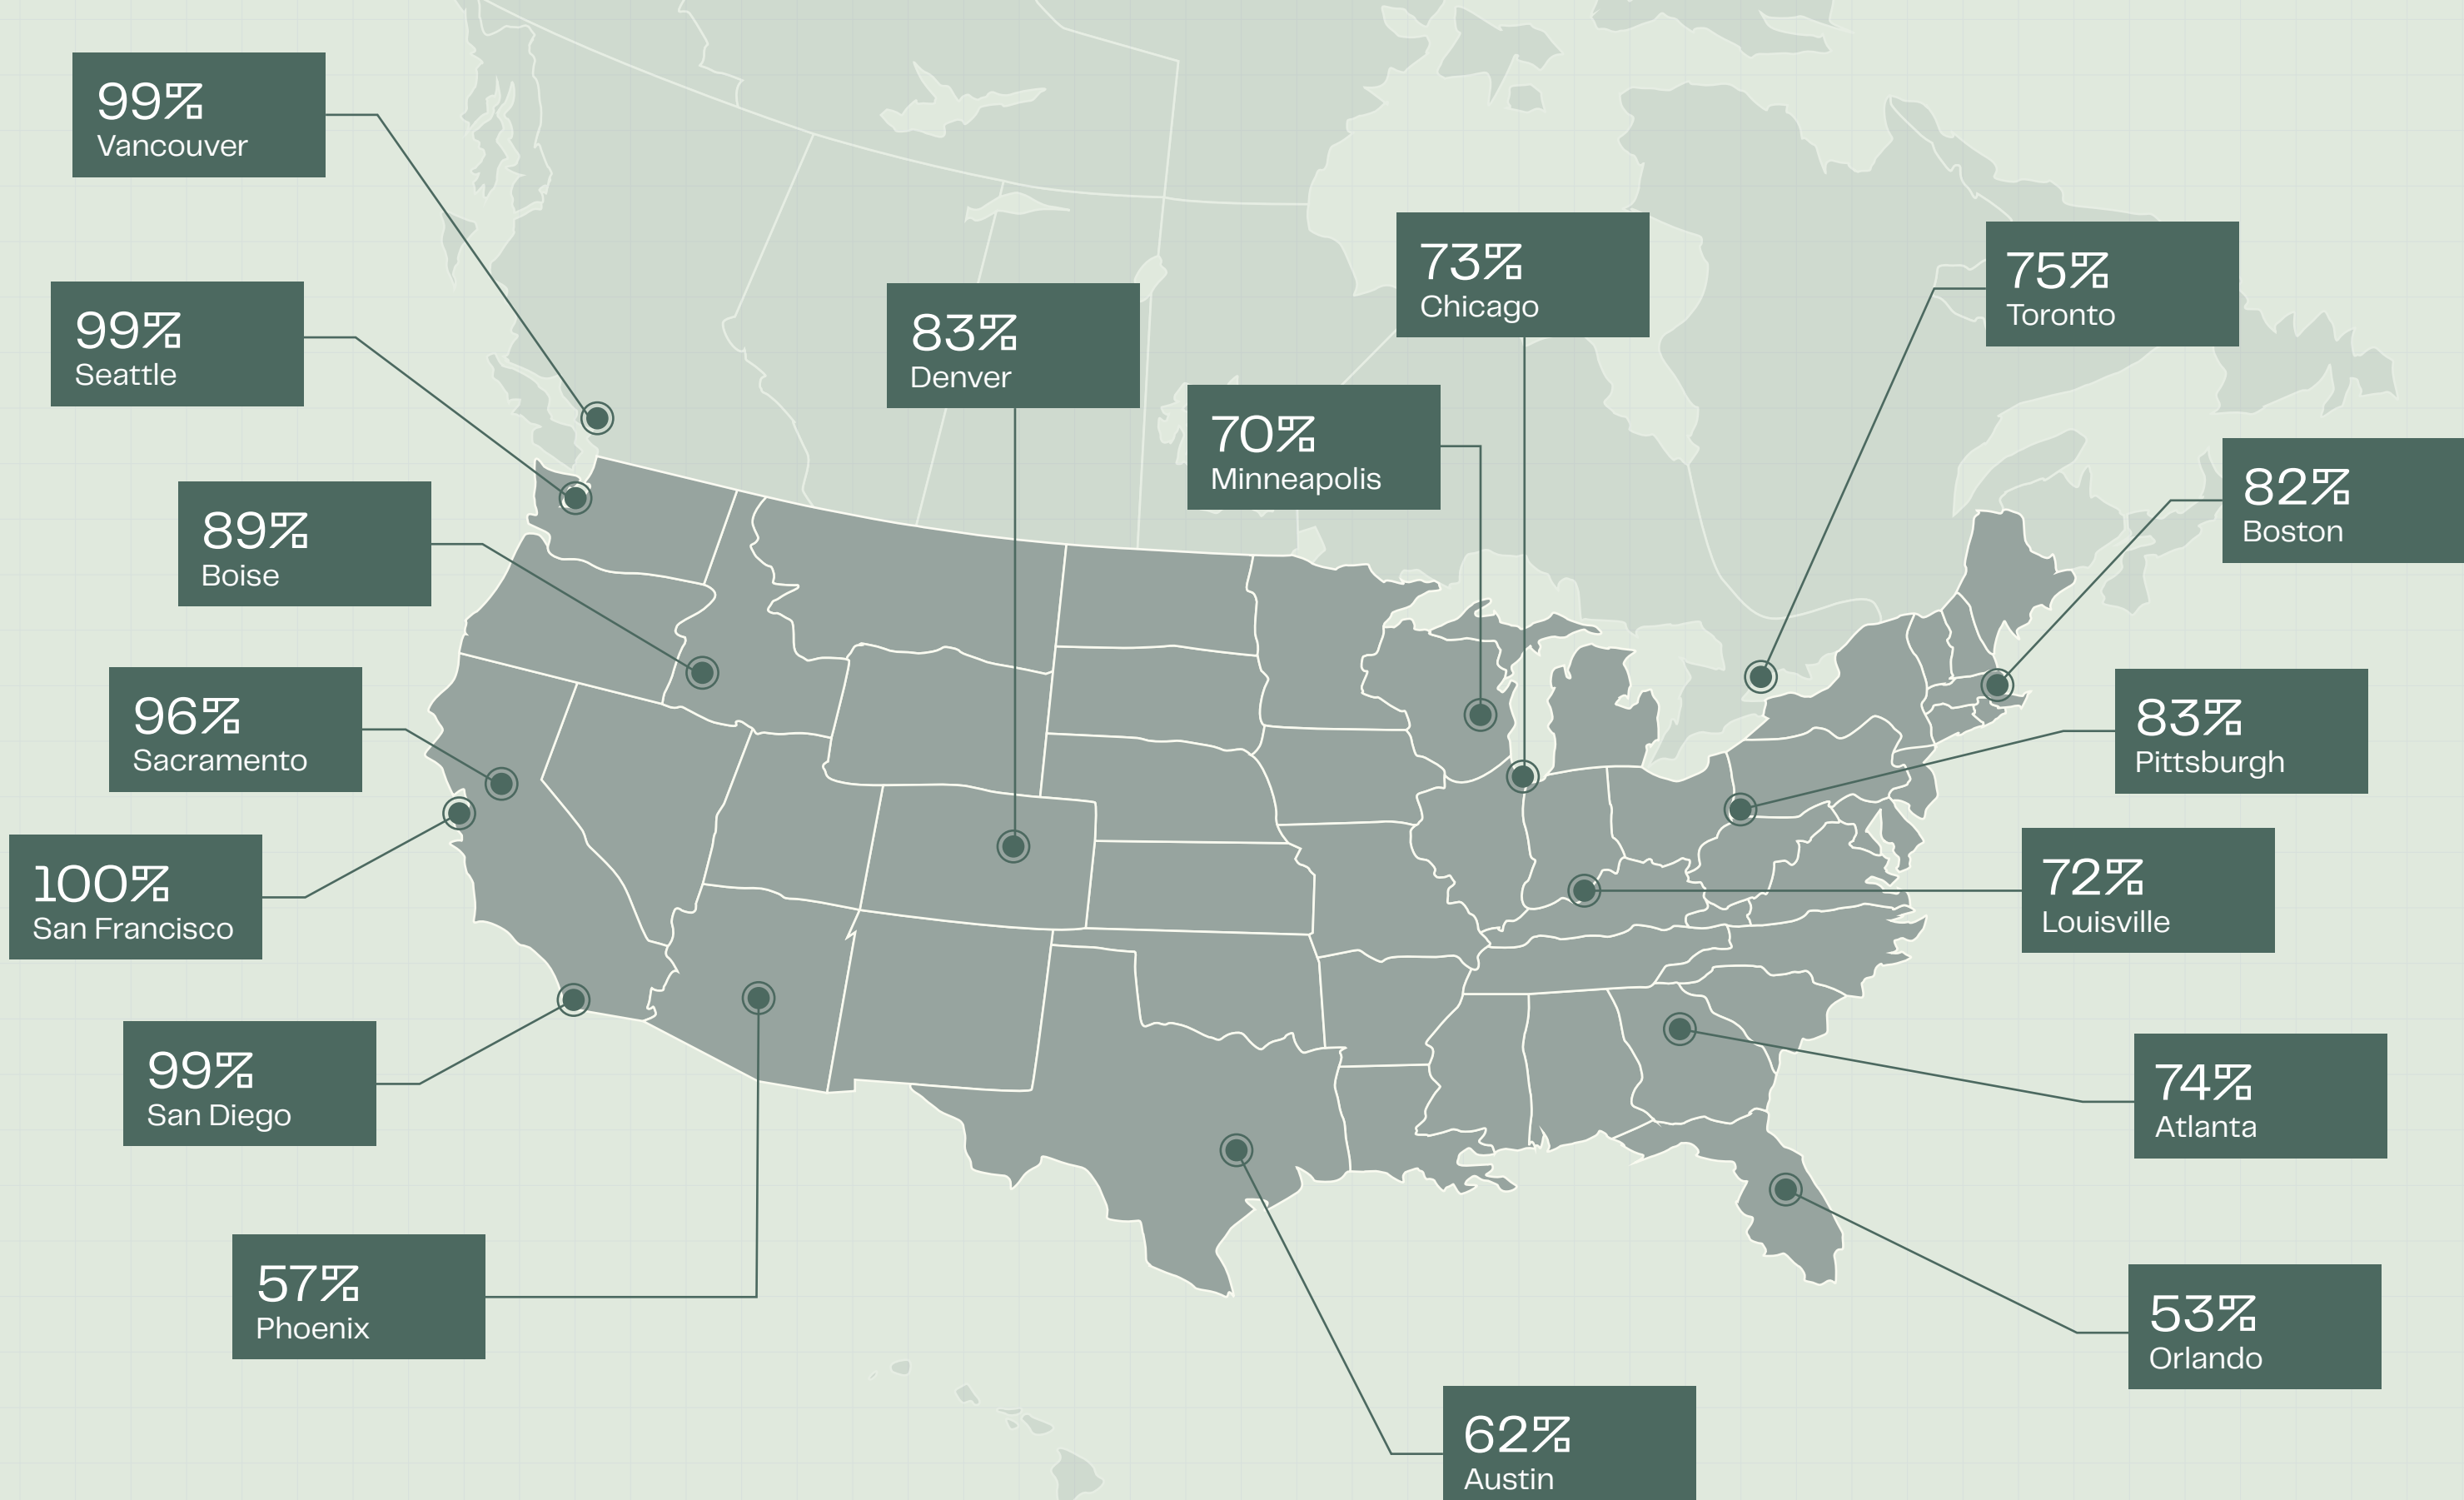 99%
Vancouver
99%
Seattle
89%
Boise
96%
Sacramento
100%
San Francisco
99%
San Diego
57%
Phoenix
83%
Denver
70%
Minneapolis
73%
Chicago
75%
Toronto
82%
Boston
83%
Pittsburgh
72%
Louisville
74%
Atlanta
53%
Orlando
62%
Austin